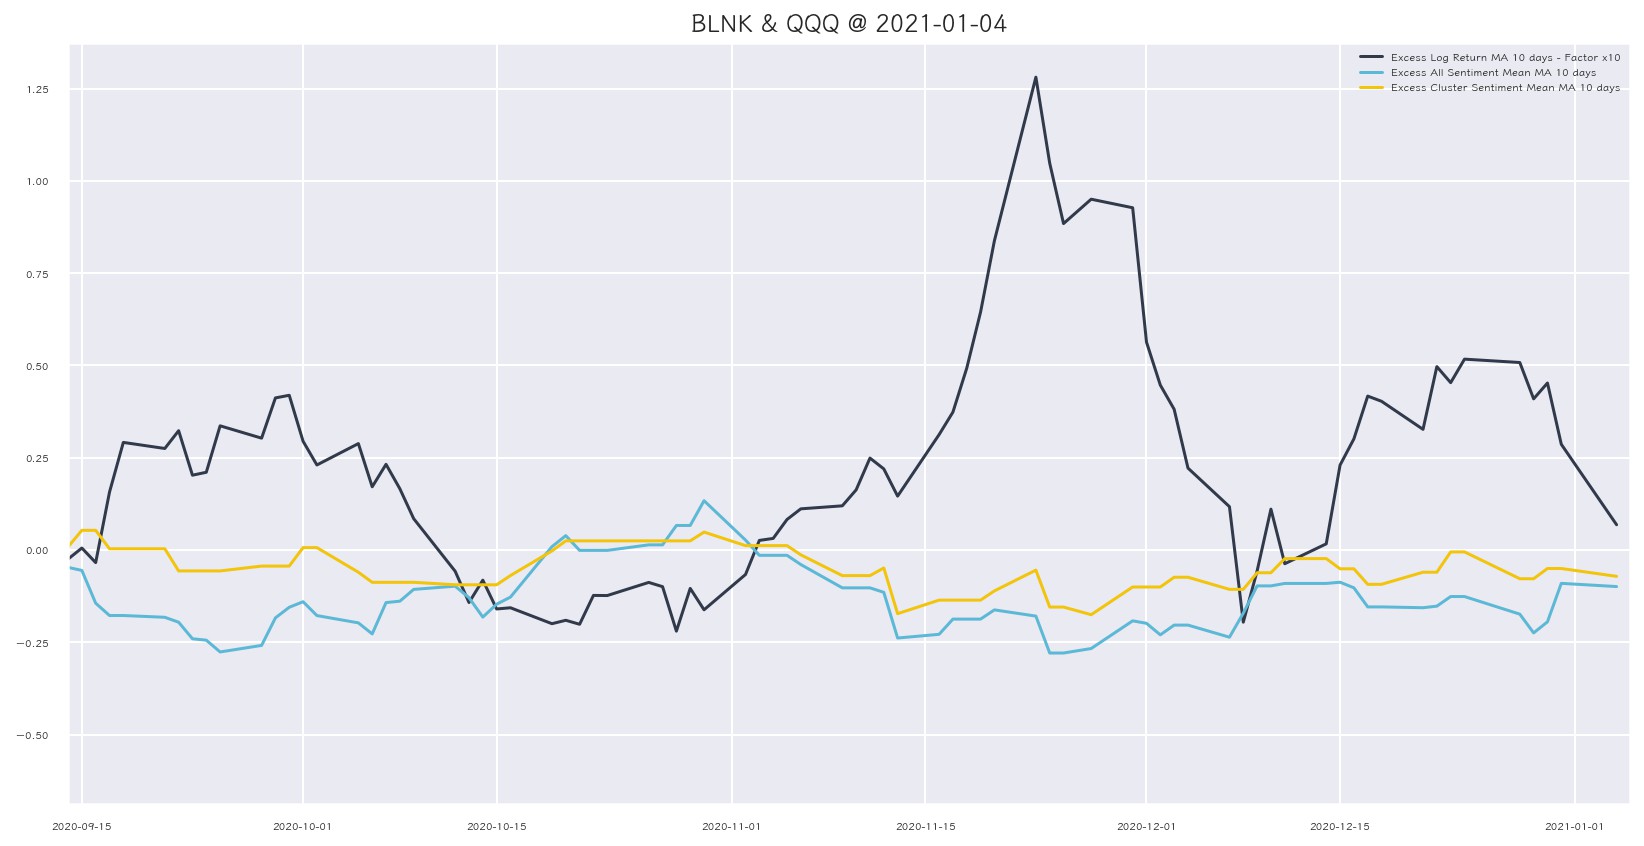 BLNK & QQQ @ 2021-01-04
Excess Log Return MA 10 days - Factor x10
Excess All Sentiment Mean MA 10 days
Excess Cluster Sentiment Mean MA 10 days
1.25
1.00
0.75
0.50
0.25
0.00
−0.25
−0.50
2020-09-15 2020-10-01 2020-10-15 2020-11-01 2020-11-15 2020-12-01 2020-12-15 2021-01-01